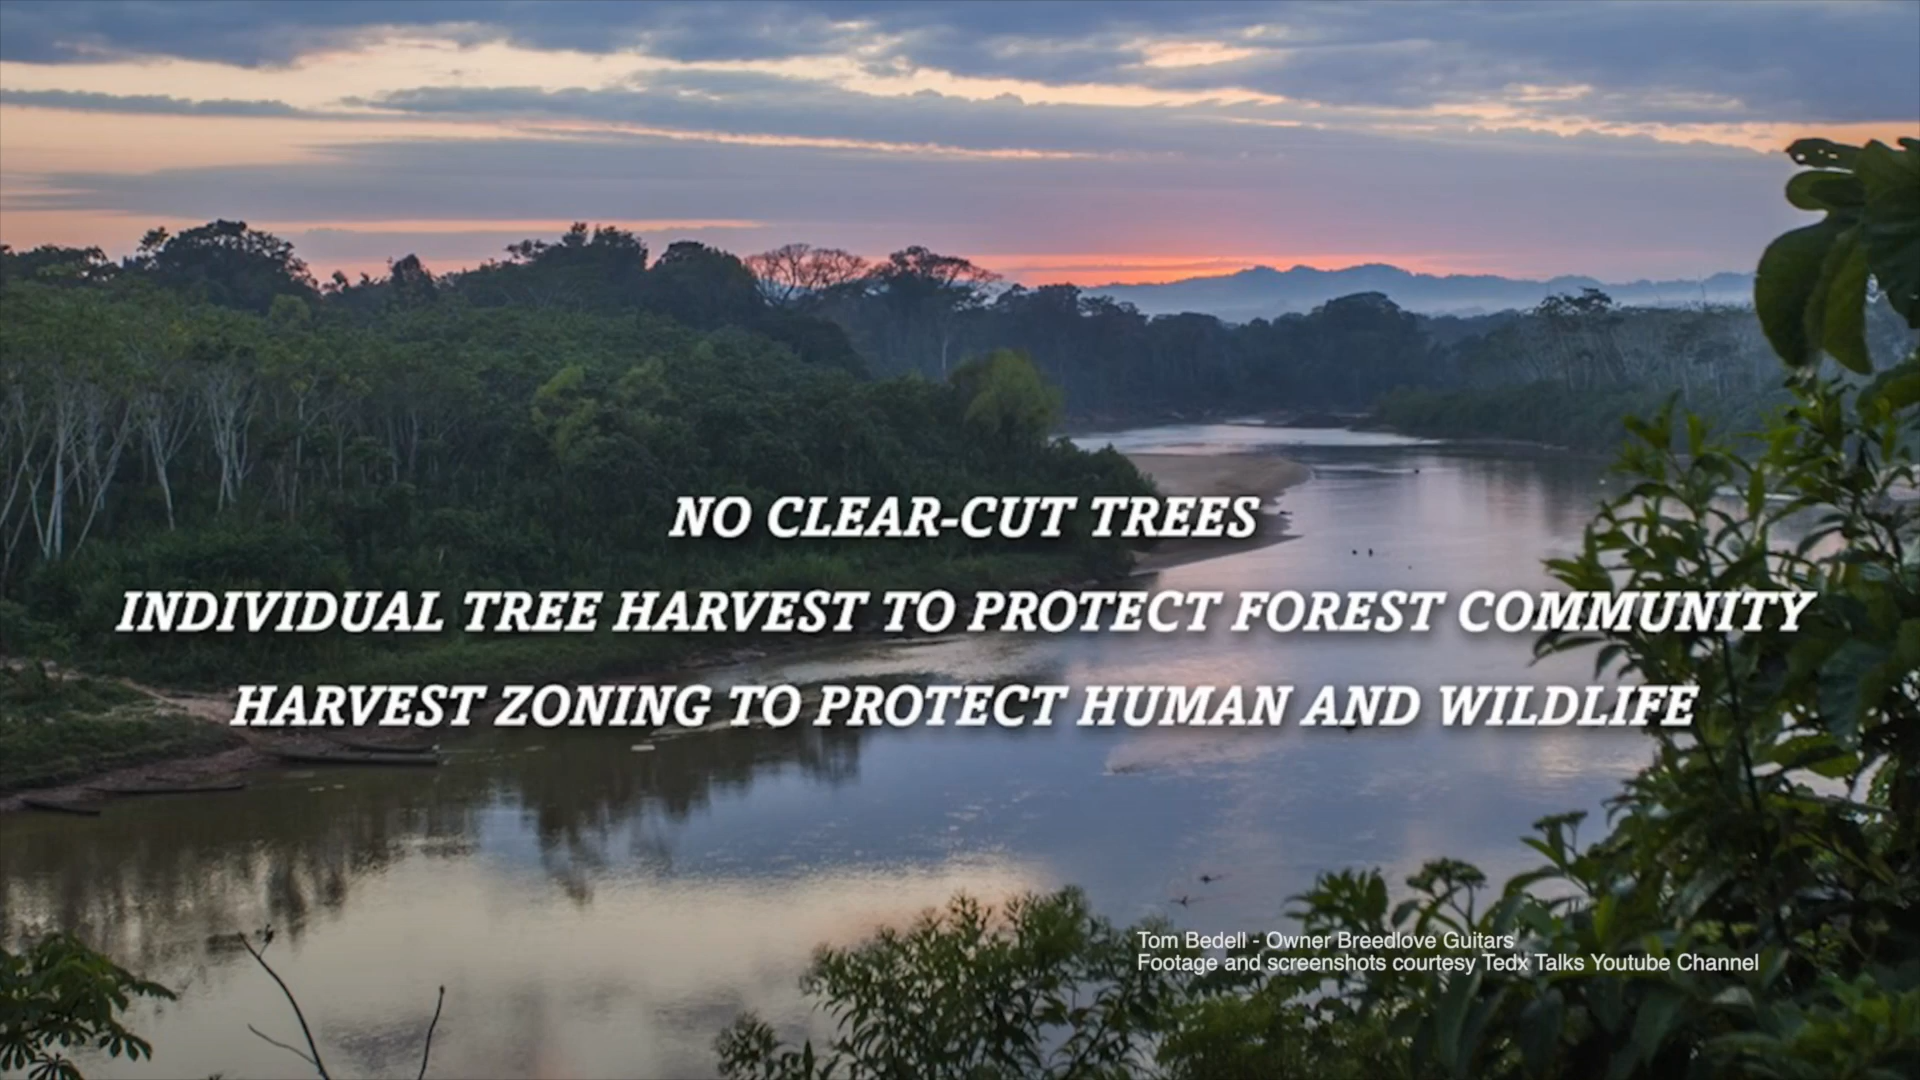 NO CLEAR-CUT TREES
INDIVIDUAL TREE HARVEST TO PROTECT FOREST COMMUNITY
HARVEST ZONING TO PROTECT HUMAN AND WILDLIFE
Tom Bedell - Owner Breedlove Guitars
Footage and screenshots courtesy Tedx Talks Youtube Channel